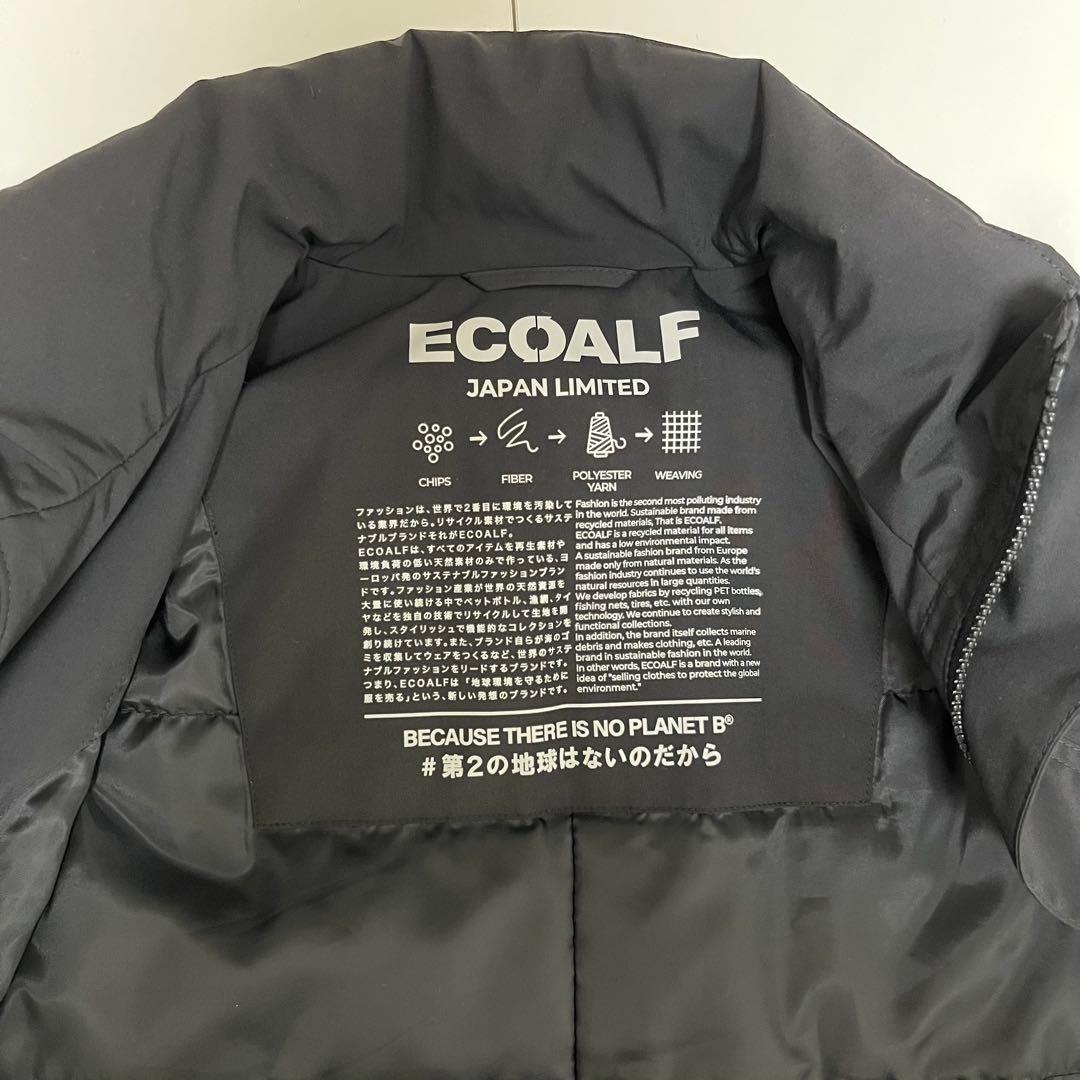 ECOALF
JAPAN LIMITED
CHIPS
FIBER
POLYESTER
YARN
WEAVING
ファッションは、世界で2番目に環境を汚染して
いる業界だから。リサイクル素材でつくるサステ
ナブルブランドそれがECOALF。
ECOALFは、すべてのアイテムを再生素材や
環境負荷の低い天然素材のみで作っている、ヨ
ーロッパ発のサステナブルファッションブラン
ドです。ファッション産業が世界の天然資源を
大量に使い続ける中でペットボトル、漁網、タイ
ヤなどを独自の技術でリサイクルして生地を開
発し、スタイリッシュで機能的なコレクションを
創り続けています。また、ブランド自らが海のゴ
ミを収集してウェアをつくるなど、世界のサステ
ナブルファッションをリードするブランドです。
つまり、ECOALFは「地球環境を守るために
服を売る」という、新しい発想のブランドです。
Fashion is the second most polluting industry
in the world. Sustainable brand made from
recycled materials, That is ECOALF.
ECOALF is a recycled material for all items
and has a low environmental impact.
A sustainable fashion brand from Europe
made only from natural materials. As the
fashion industry continues to use the world's
natural resources in large quantities.
We develop fabrics by recycling PET bottles,
fishing nets, tires, etc. with our own
technology. We continue to create stylish and
functional collections.
In addition, the brand itself collects marine
debris and makes clothing, etc. A leading
brand in sustainable fashion in the world.
In other words, ECOALF is a brand with a new
idea of "selling clothes to protect the global
environment."
BECAUSE THERE IS NO PLANET B®
#第2の地球はないのだから